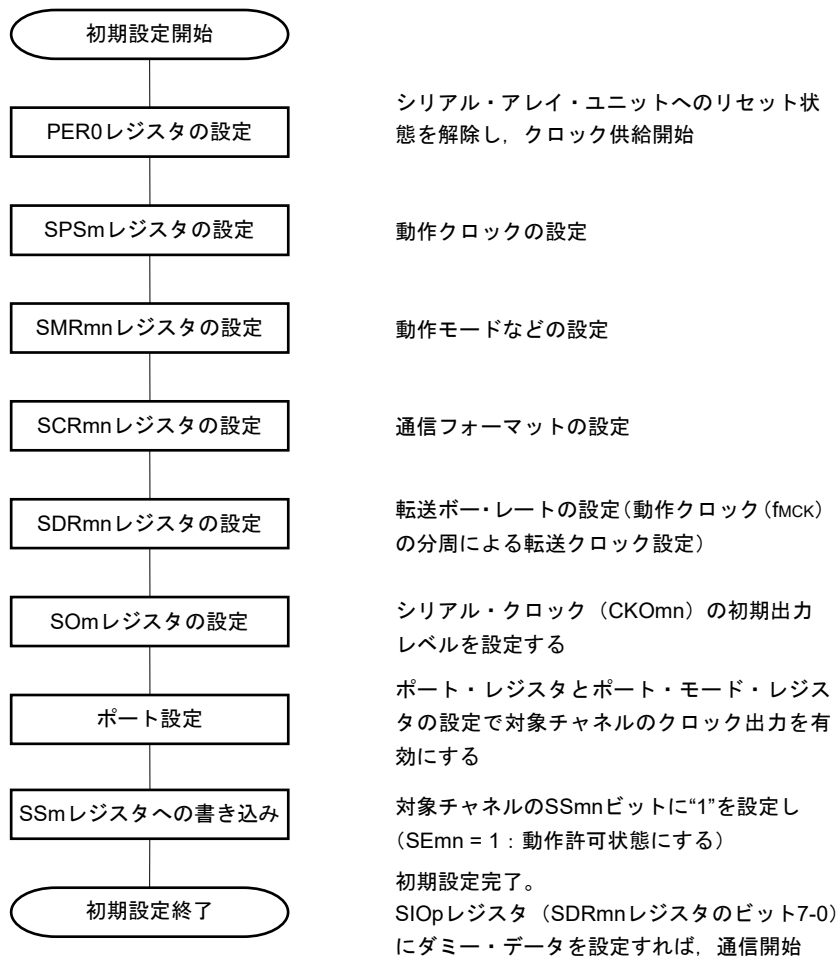 初期設定開始
PER0レジスタの設定
シリアル・アレイ・ユニットへのリセット状
態を解除し，クロック供給開始
SPSmレジスタの設定
動作クロックの設定
SMRmnレジスタの設定
動作モードなどの設定
SCRmnレジスタの設定
通信フォーマットの設定
SDRmnレジスタの設定
転送ボー・レートの設定（動作クロック（fMCK）
の分周による転送クロック設定）
SOmレジスタの設定
シリアル・クロック（CKOmn）の初期出力
レベルを設定する
ポート設定
ポート・レジスタとポート・モード・レジス
タの設定で対象チャネルのクロック出力を有
効にする
SSmレジスタへの書き込み
対象チャネルのSSmnビットに“1”を設定し
（SEmn = 1：動作許可状態にする）
初期設定終了
初期設定完了。
SIOpレジスタ（SDRmnレジスタのビット7-0）
にダミー・データを設定すれば，通信開始